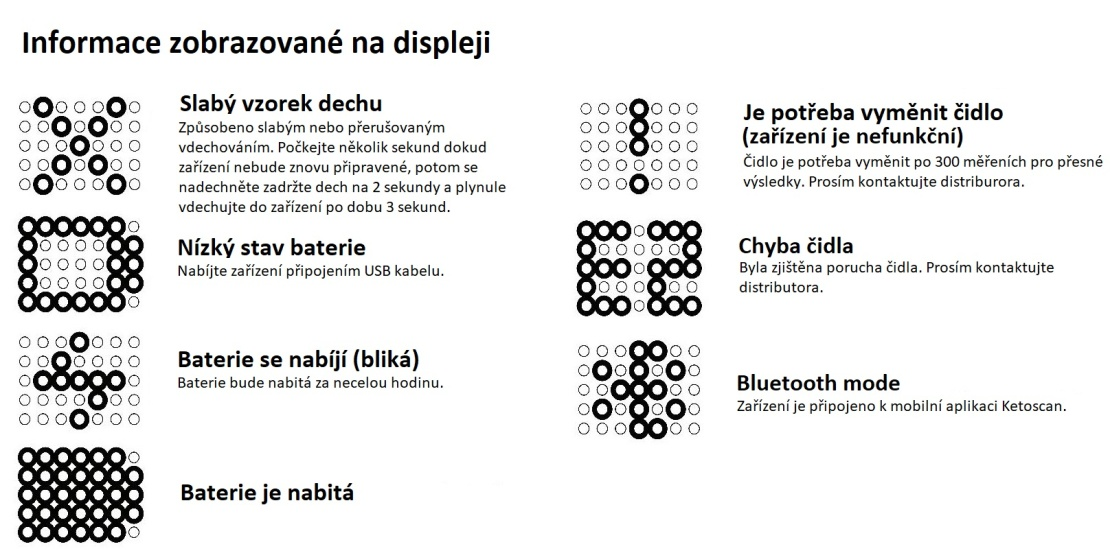 Informace zobrazované na displeji
Slabý vzorek dechu
Způsobeno slabým nebo přerušovaným
vdechováním. Počkejte několik sekund dokud
zařízení nebude znovu připravené, potom se
nadechněte zadržte dech na 2 sekundy a plynule
vdechujte do zařízení po dobu 3 sekund.
Nízký stav baterie
Nabíjte zařízení připojením USB kabelu.
Baterie se nabíjí (bliká)
Baterie bude nabitá za necelou hodinu.
Baterie je nabitá
Je potřeba vyměnit čidlo
(zařízení je nefunkční)
Čidlo je potřeba vyměnit po 300 měřeních pro přesné
výsledky. Prosím kontaktujte distriburora.
Chyba čidla
Byla zjištěna porucha čidla. Prosím kontaktujte
distributora.
Bluetooth mode
Zařízení je připojeno k mobilní aplikaci Ketoscan.